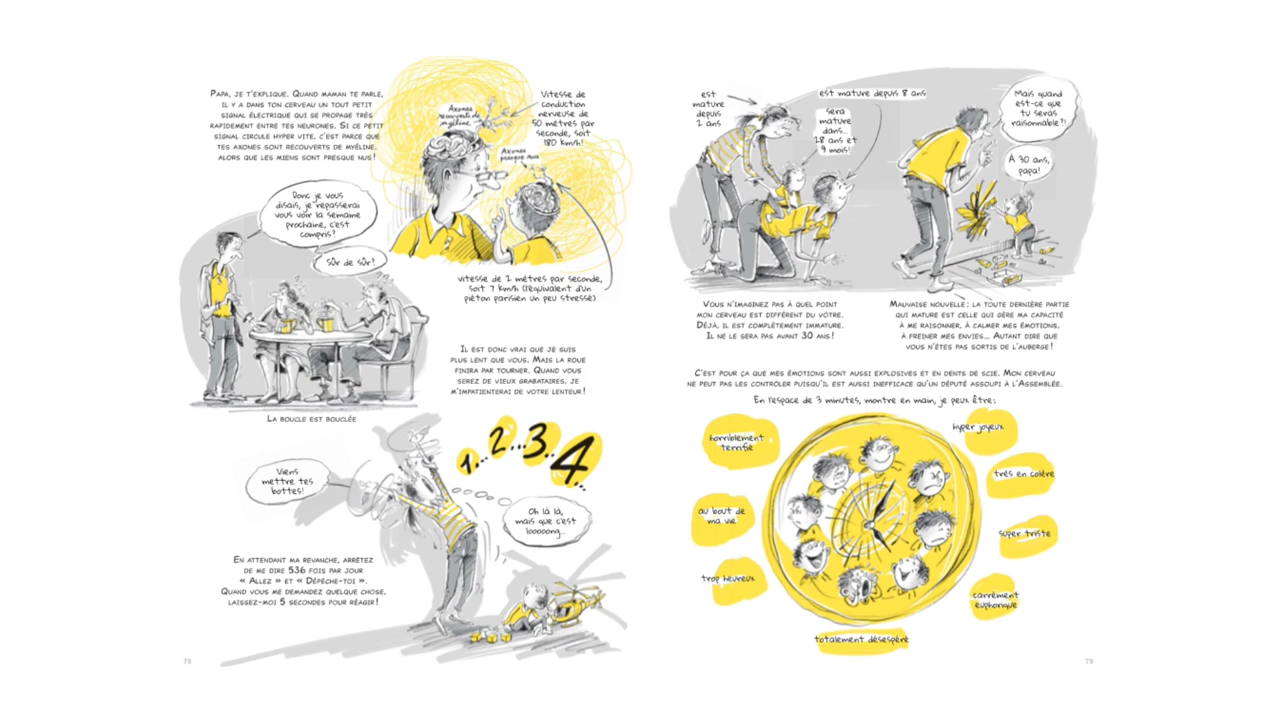 Papa, je t'explique. Quand maman te parle,
il y a dans ton cerveau un tout petit
signal électrique qui se propage très
rapidement entre tes neurones. Si ce petit
signal circule hyper vite, c'est parce que
tes axones sont recouverts de myéline,
alors que les miens sont presque nus !
Axones
recouverts de
myéline
Vitesse de
conduction
nerveuse de
50 mètres par
seconde, soit
180 km/h!
Axones
presque nus
vitesse de 2 mètres par seconde,
soit 7 km/h (l'équivalent d'un
piéton parisien un peu stressé)
Donc je vous
disais, je repasserai
vous voir la semaine
prochaine, c'est
compris?
sûr de sûr?
Il est donc vrai que je suis
plus lent que vous. Mais la roue
finira par tourner. Quand vous
serez de vieux grabataires, je
m'impatienterai de votre lenteur !
La boucle est bouclée
1... 2... 3... 4...
Viens
mettre tes
bottes!
Oh là là,
mais que c'est
looooong...
En attendant ma revanche, arrêtez
de me dire 536 fois par jour
« Allez » et « Dépêche-toi ».
Quand vous me demandez quelque chose,
laissez-moi 5 secondes pour réagir !
78
est
mature
depuis
2 ans
est mature depuis 8 ans
sera
mature
dans...
28 ans et
9 mois!
Mais quand
est-ce que
tu seras
raisonnable?!
À 30 ans,
papa!
Vous n'imaginez pas à quel point
mon cerveau est différent du vôtre.
Déjà, il est complètement immature.
Il ne le sera pas avant 30 ans !
Mauvaise nouvelle : la toute dernière partie
qui mature est celle qui gère ma capacité
à me raisonner, à calmer mes émotions,
à freiner mes envies... Autant dire que
vous n'êtes pas sortis de l'auberge !
C'est pour ça que mes émotions sont aussi explosives et en dents de scie. Mon cerveau
ne peut pas les contrôler puisqu'il est aussi inefficace qu'un député assoupi à l'Assemblée.
En l'espace de 3 minutes, montre en main, je peux être:
horriblement
terrifié
hyper joyeux
très en colère
au bout de
ma vie
super triste
trop heureux
carrément
euphorique
totalement désespéré
79